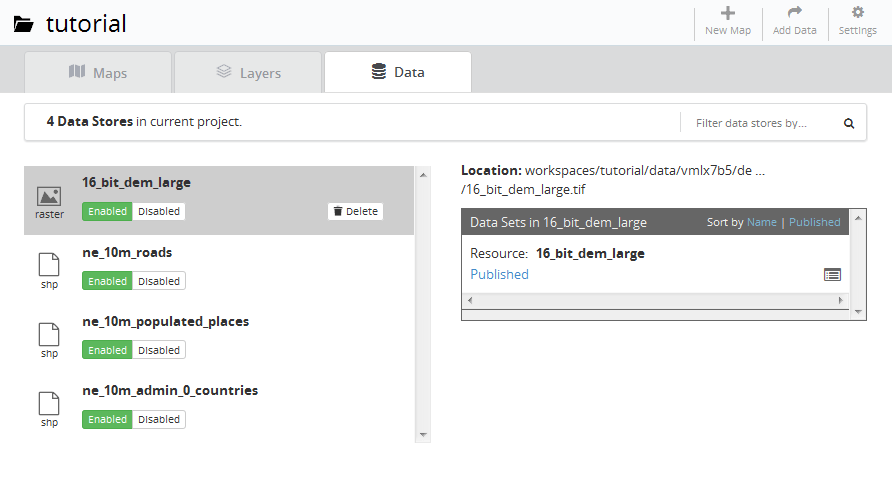 tutorial
New Map
Add Data
Settings
Maps
Layers
Data
4 Data Stores in current project.
Filter data stores by...
16_bit_dem_large
raster
Enabled Disabled
Delete
ne_10m_roads
shp
Enabled Disabled
ne_10m_populated_places
shp
Enabled Disabled
ne_10m_admin_0_countries
shp
Enabled Disabled
Location: workspaces/tutorial/data/vmlx7b5/de ...
/16_bit_dem_large.tif
Data Sets in 16_bit_dem_large
Sort by Name | Published
Resource: 16_bit_dem_large
Published